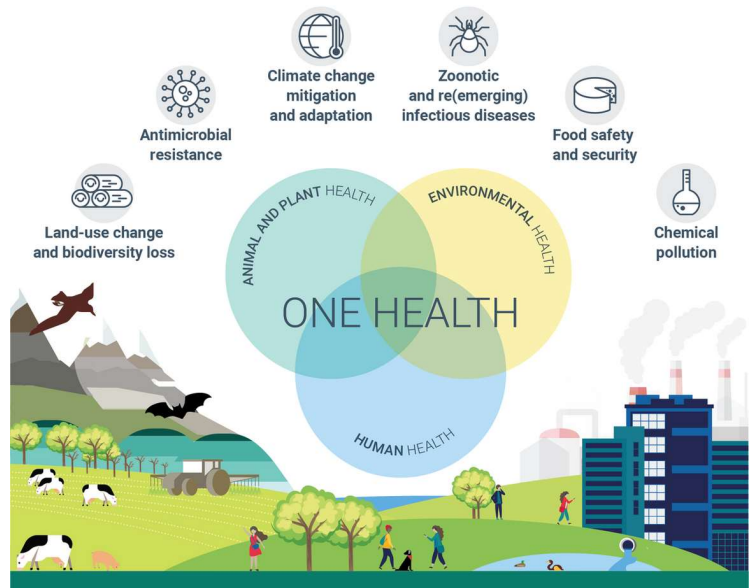 Climate change
mitigation
and adaptation
Zoonotic
and re(emerging)
infectious diseases
Antimicrobial
resistance
Food safety
and security
Land-use change
and biodiversity loss
Chemical
pollution
ANIMAL AND PLANT HEALTH
ENVIRONMENTAL HEALTH
ONE HEALTH
HUMAN HEALTH